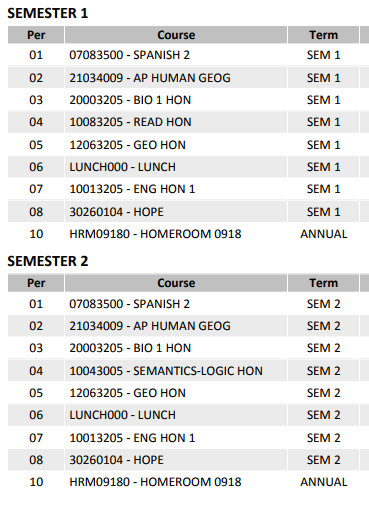 SEMESTER 1
Per Course Term
01 07083500 - SPANISH 2 SEM 1
02 21034009 - AP HUMAN GEOG SEM 1
03 20003205 - BIO 1 HON SEM 1
04 10083205 - READ HON SEM 1
05 12063205 - GEO HON SEM 1
06 LUNCH000 - LUNCH SEM 1
07 10013205 - ENG HON 1 SEM 1
08 30260104 - HOPE SEM 1
10 HRM09180 - HOMEROOM 0918 ANNUAL
SEMESTER 2
Per Course Term
01 07083500 - SPANISH 2 SEM 2
02 21034009 - AP HUMAN GEOG SEM 2
03 20003205 - BIO 1 HON SEM 2
04 10043005 - SEMANTICS-LOGIC HON SEM 2
05 12063205 - GEO HON SEM 2
06 LUNCH000 - LUNCH SEM 2
07 10013205 - ENG HON 1 SEM 2
08 30260104 - HOPE SEM 2
10 HRM09180 - HOMEROOM 0918 ANNUAL